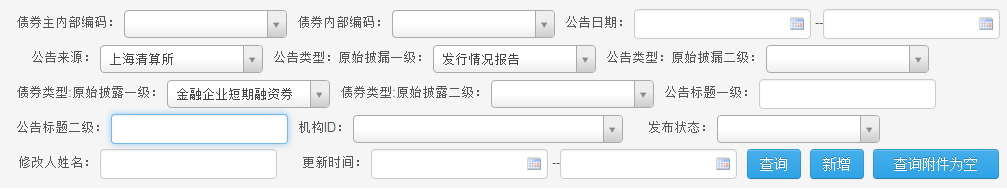 债券主内部编码： 债券内部编码： 公告日期： --
公告来源： 上海清算所 公告类型：原始披漏一级： 发行情况报告 公告类型：原始披漏二级：
债券类型:原始披露一级： 金融企业短期融资券 债券类型:原始披露二级： 公告标题一级：
公告标题二级： 机构ID： 发布状态：
修改人姓名： 更新时间： -- 查询 新增 查询附件为空